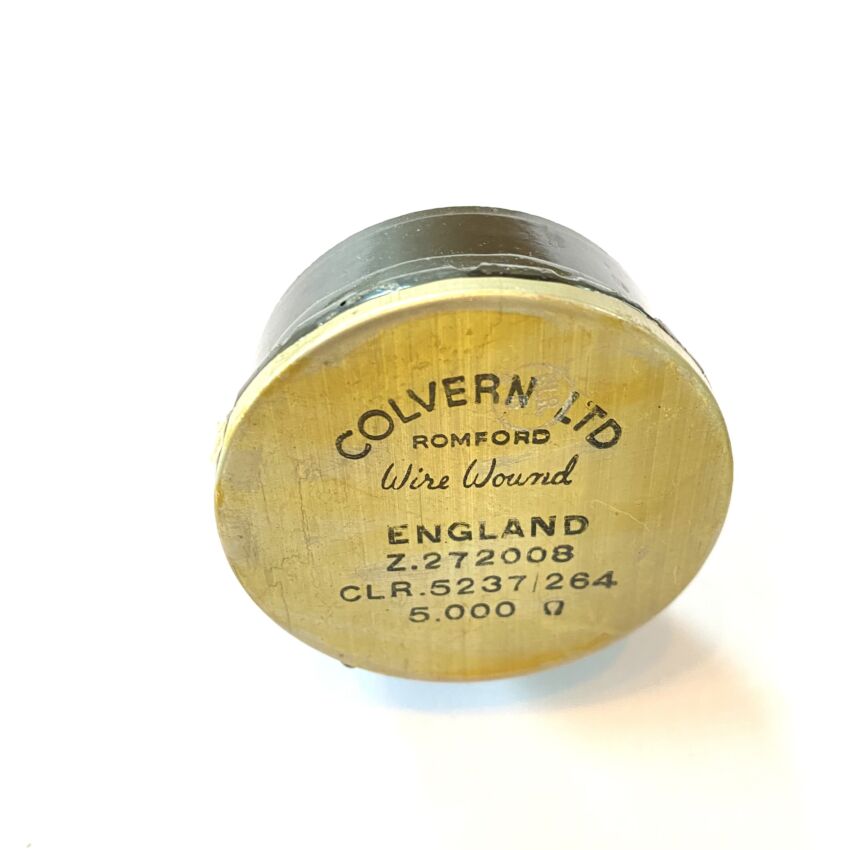 COLVERN LTD
ROMFORD
Wire Wound
ENGLAND
Z.272008
CLR.5237/264
5.000 Ω